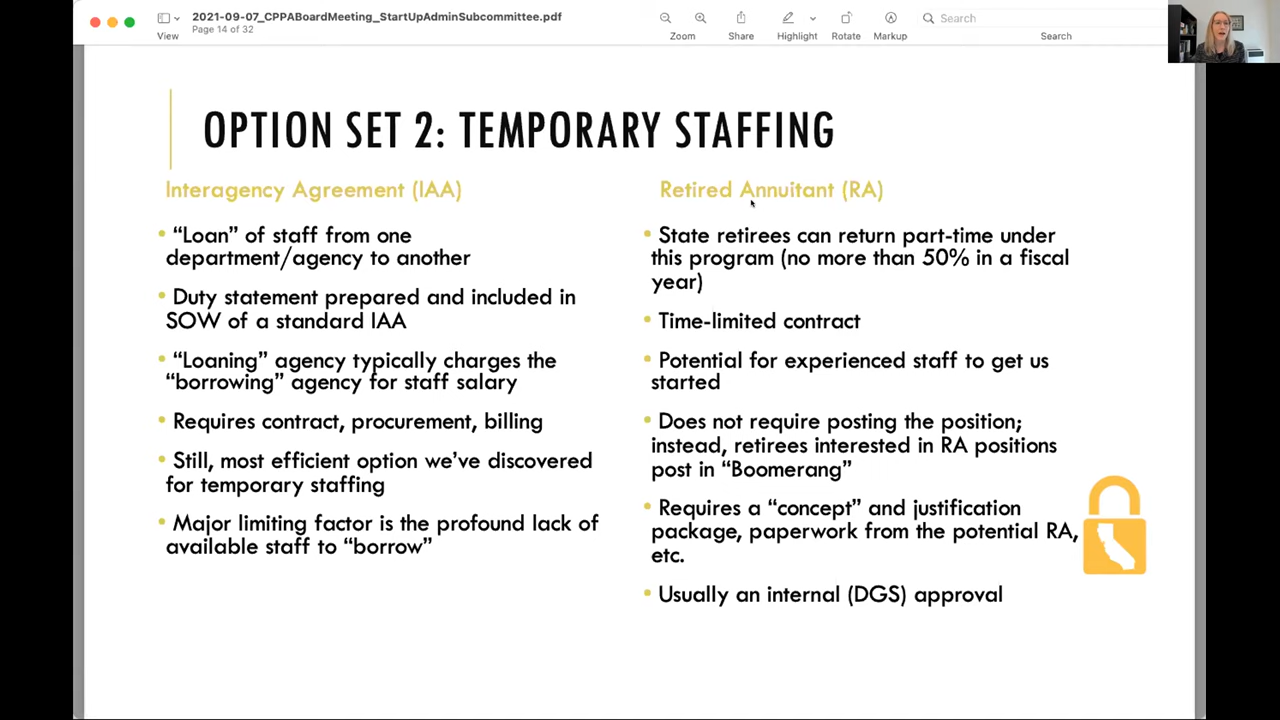 2021-09-07_CPPABoardMeeting_StartUpAdminSubcommittee.pdf
Page 14 of 32
View
Zoom
Share
Highlight
Rotate
Markup
Search
Search
OPTION SET 2: TEMPORARY STAFFING
Interagency Agreement (IAA)
• “Loan” of staff from one
department/agency to another
• Duty statement prepared and included in
SOW of a standard IAA
• “Loaning” agency typically charges the
“borrowing” agency for staff salary
• Requires contract, procurement, billing
• Still, most efficient option we’ve discovered
for temporary staffing
• Major limiting factor is the profound lack of
available staff to “borrow”
Retired Annuitant (RA)
• State retirees can return part-time under
this program (no more than 50% in a fiscal
year)
• Time-limited contract
• Potential for experienced staff to get us
started
• Does not require posting the position;
instead, retirees interested in RA positions
post in “Boomerang”
• Requires a “concept” and justification
package, paperwork from the potential RA,
etc.
• Usually an internal (DGS) approval